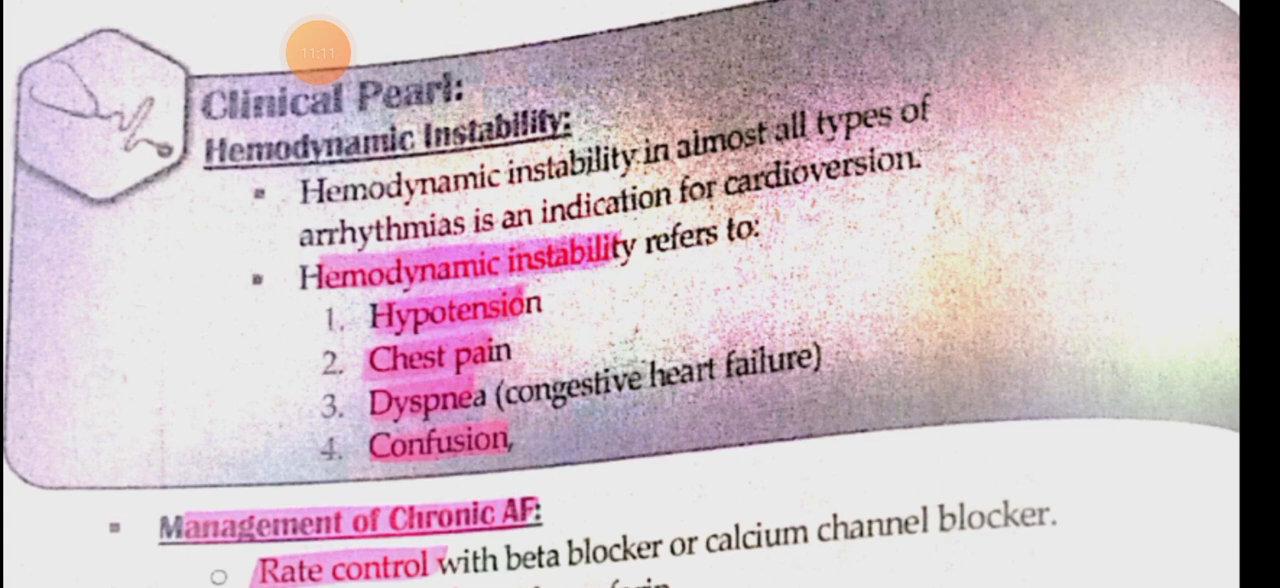 11:11
Clinical Pearl:
Hemodynamic Instability:
▪ Hemodynamic instability in almost all types of
arrhythmias is an indication for cardioversion.
▪ Hemodynamic instability refers to:
1. Hypotension
2. Chest pain
3. Dyspnea (congestive heart failure)
4. Confusion,
▪ Management of Chronic AF:
○ Rate control with beta blocker or calcium channel blocker.